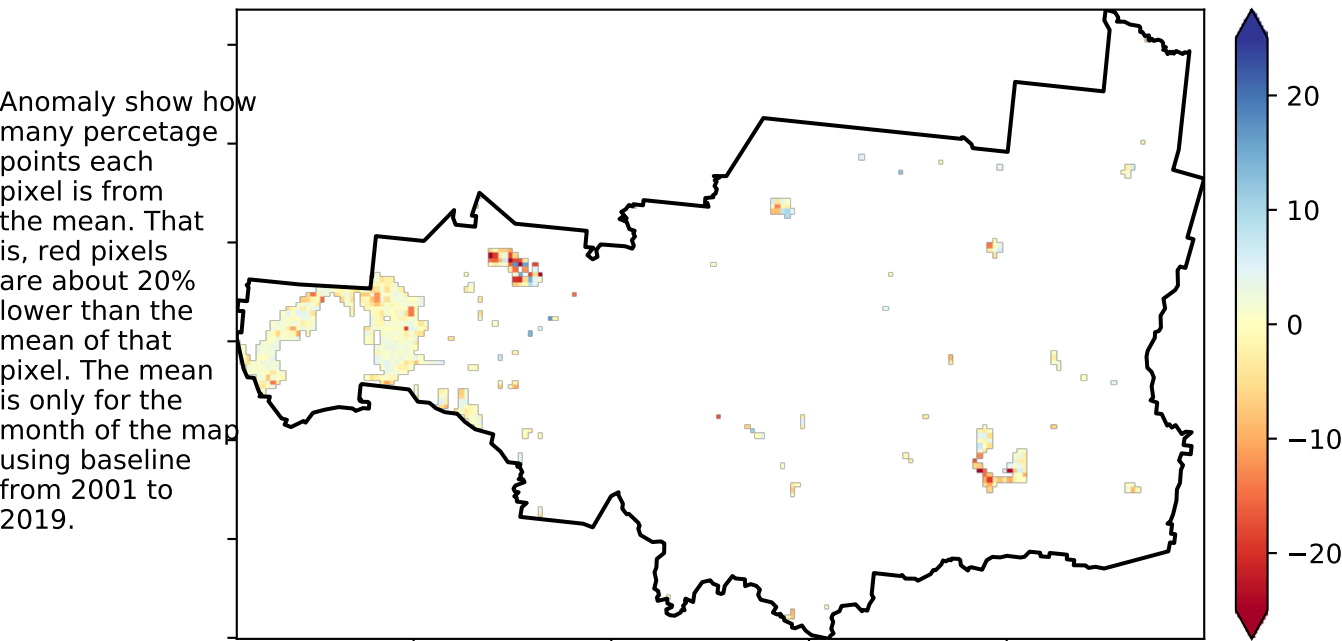 Anomaly show how
many percetage
points each
pixel is from
the mean. That
is, red pixels
are about 20%
lower than the
mean of that
pixel. The mean
is only for the
month of the map
using baseline
from 2001 to
2019.
20
10
0
−10
−20